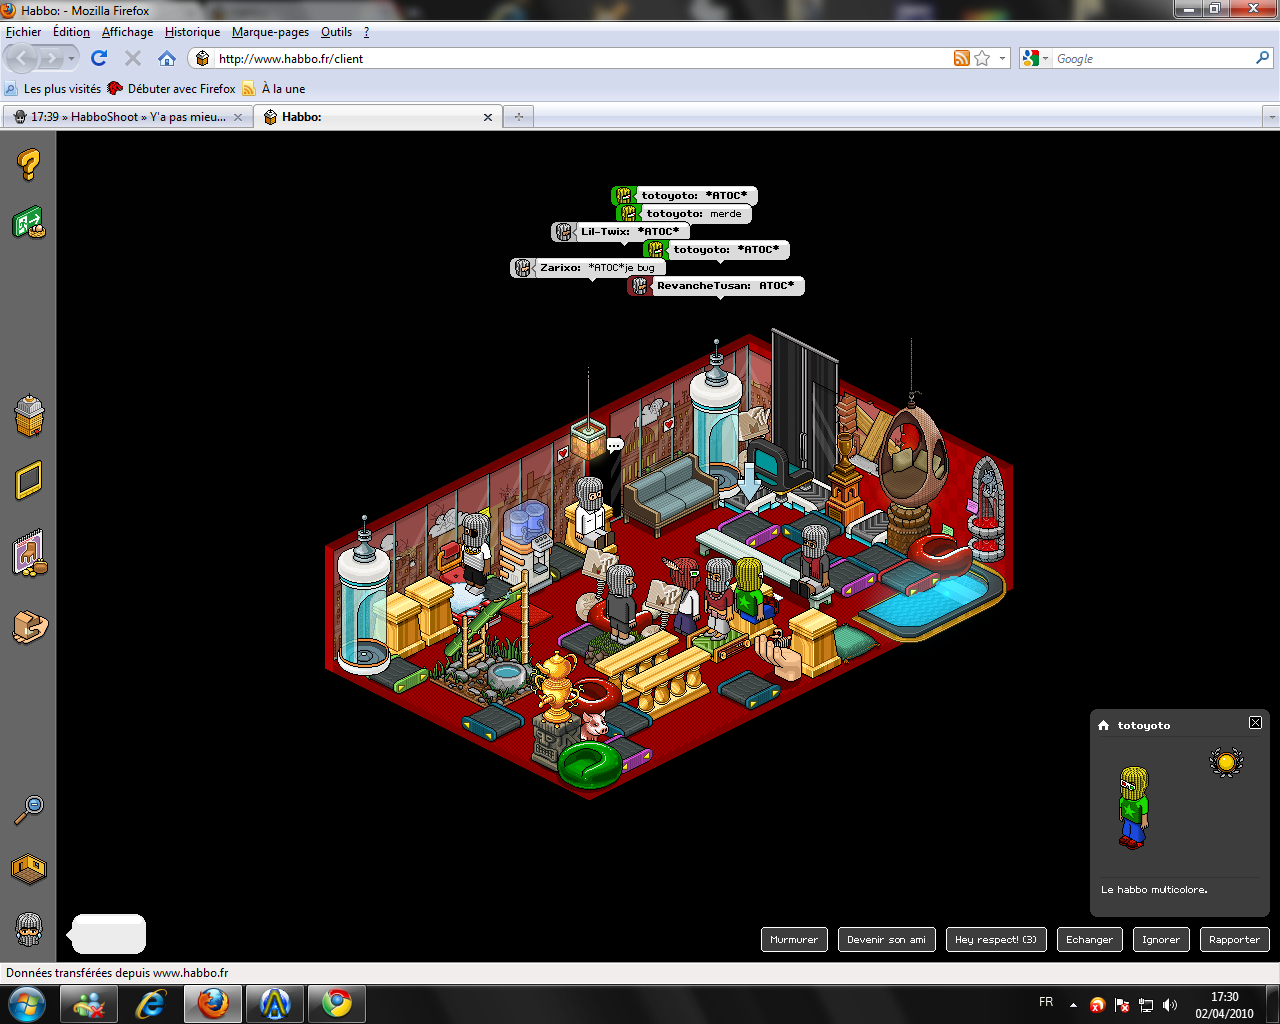 Habbo: - Mozilla Firefox
Fichier Édition Affichage Historique Marque-pages Outils ?
http://www.habbo.fr/client
Google
Les plus visités Débuter avec Firefox À la une
17:39 » HabboShoot » Y'a pas mieu...
Habbo:
totoyoto: *ATOC*
totoyoto: merde
Lil-Twix: *ATOC*
totoyoto: *ATOC*
Zarixo: *ATOC*je bug
RevancheTusan: ATOC*
totoyoto
Le habbo multicolore.
Murmurer
Devenir son ami
Hey respect! (3)
Echanger
Ignorer
Rapporter
Données transférées depuis www.habbo.fr
FR
17:30
02/04/2010